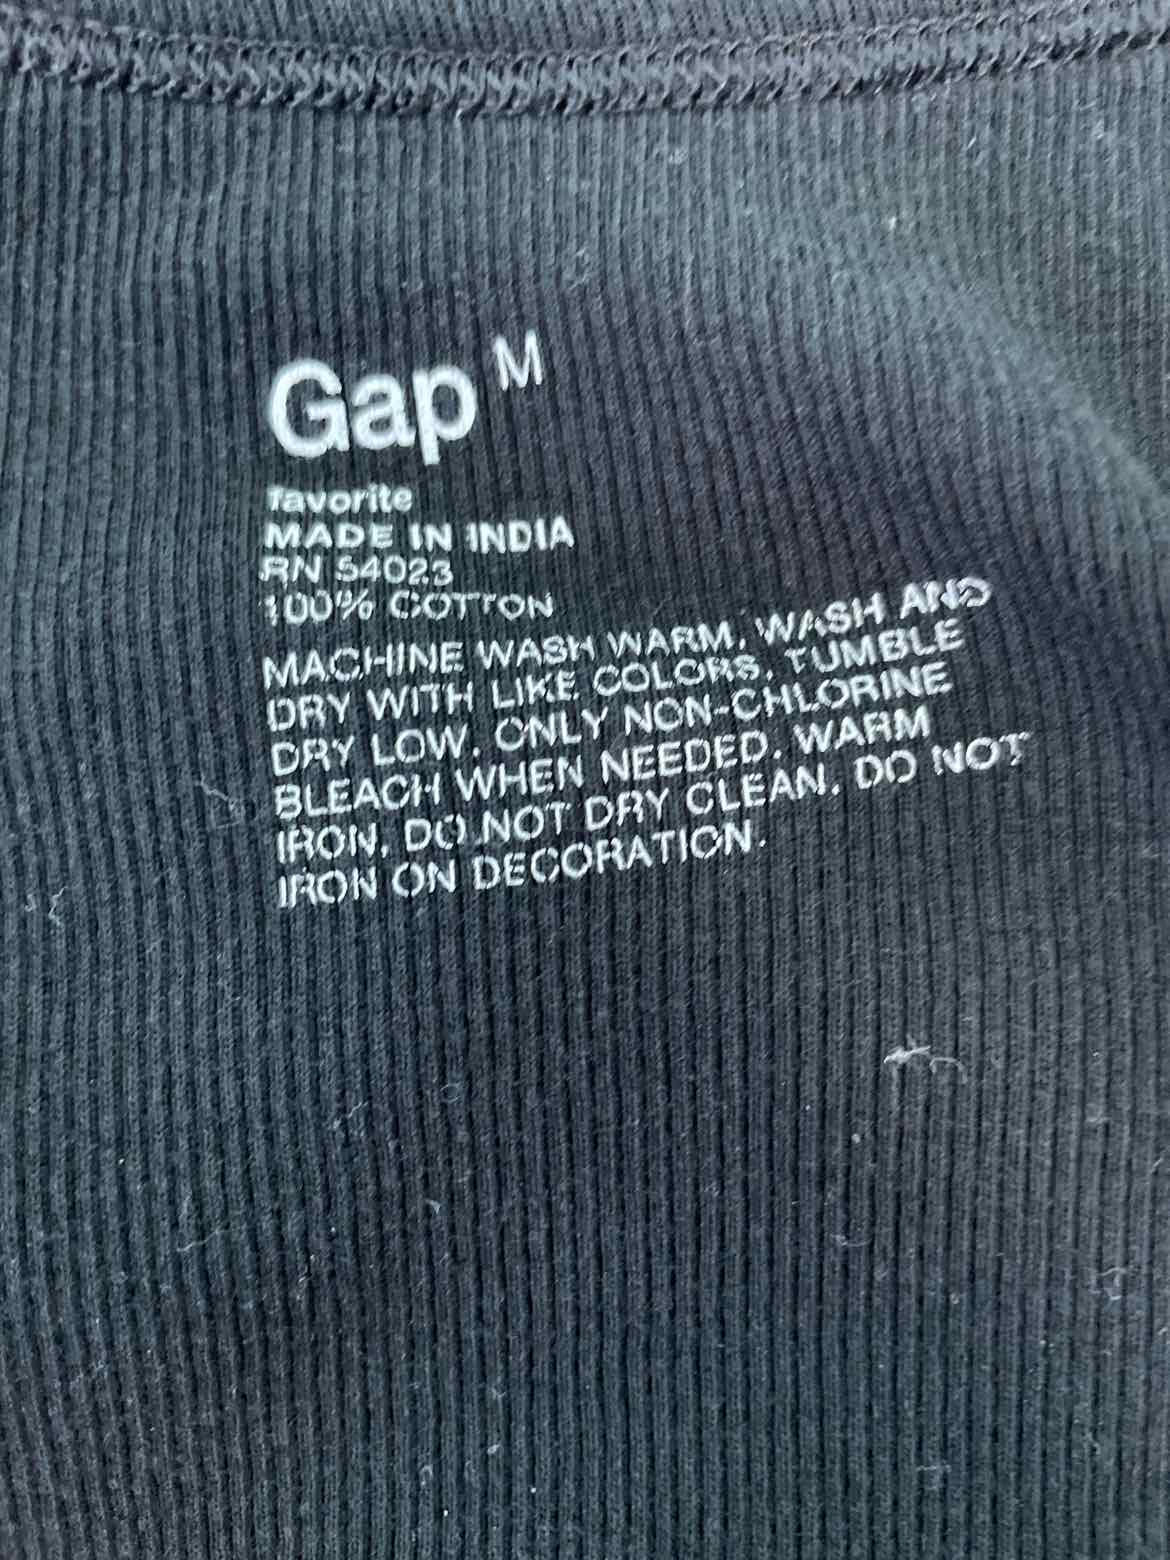 Gap M
favorite
MADE IN INDIA
RN 54023
100% COTTON
MACHINE WASH WARM, WASH AND
DRY WITH LIKE COLORS, TUMBLE
DRY LOW. ONLY NON-CHLORINE
BLEACH WHEN NEEDED. WARM
IRON. DO NOT DRY CLEAN. DO NOT
IRON ON DECORATION.